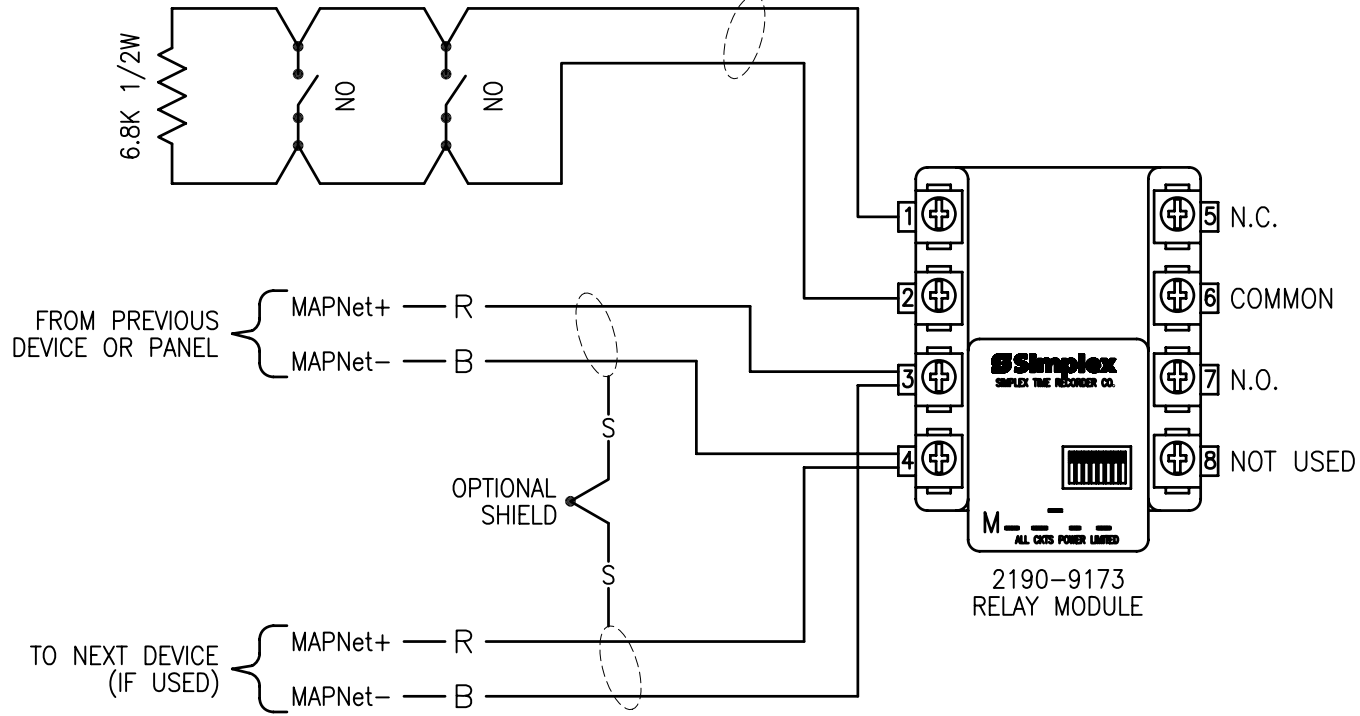 6.8K 1/2W
NO
NO
1
2
3
4
5 N.C.
6 COMMON
7 N.O.
8 NOT USED
FROM PREVIOUS
DEVICE OR PANEL
MAPNet+ R
MAPNet- B
S
OPTIONAL
SHIELD
S
TO NEXT DEVICE
(IF USED)
MAPNet+ R
MAPNet- B
Simplex
SIMPLEX TIME RECORDER CO.
M__-__
ALL CKTS POWER LIMITED
2190-9173
RELAY MODULE